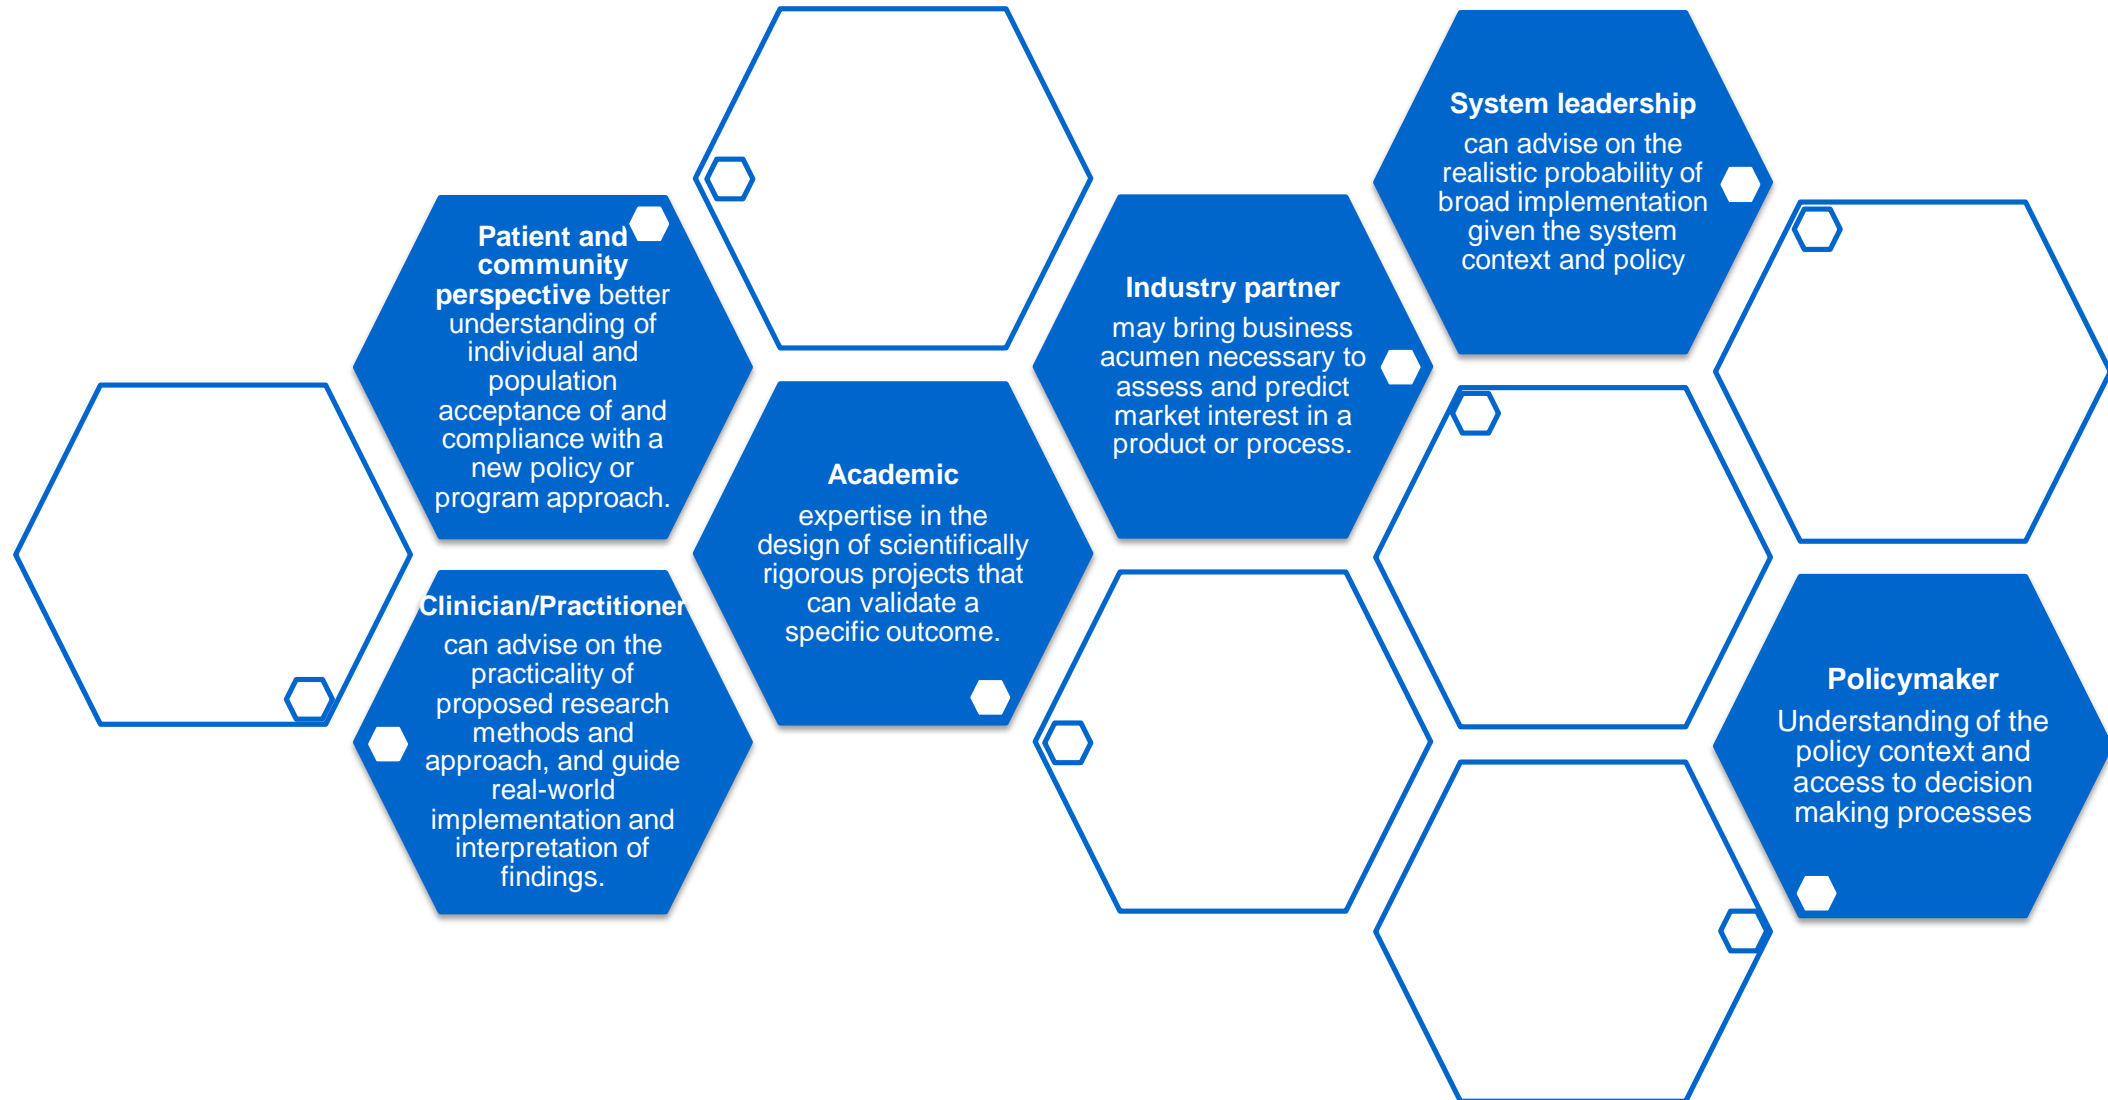 Patient and
community
perspective better
understanding of
individual and
population
acceptance of and
compliance with a
new policy or
program approach.
Clinician/Practitioner
can advise on the
practicality of
proposed research
methods and
approach, and guide
real-world
implementation and
interpretation of
findings.
Academic
expertise in the
design of scientifically
rigorous projects that
can validate a
specific outcome.
Industry partner
may bring business
acumen necessary to
assess and predict
market interest in a
product or process.
System leadership
can advise on the
realistic probability of
broad implementation
given the system
context and policy
Policymaker
Understanding of the
policy context and
access to decision
making processes